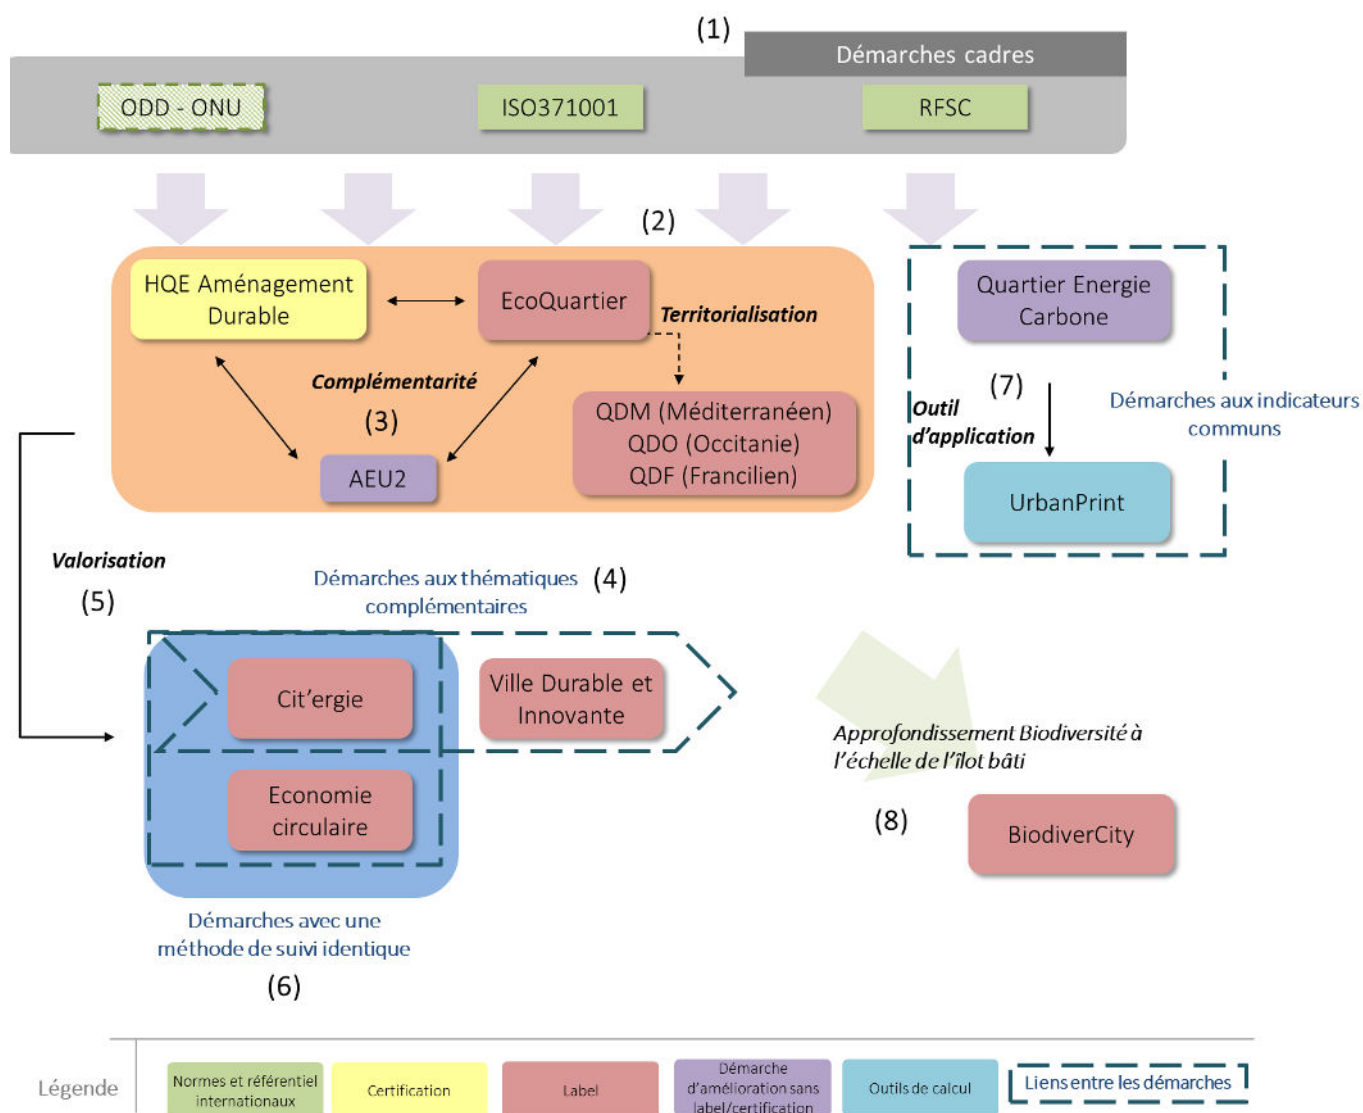 (1)
Démarches cadres
ODD - ONU
ISO371001
RFSC
(2)
HQE Aménagement
Durable
EcoQuartier
Territorialisation
Complémentarité
(3)
AEU2
QDM (Méditerranéen)
QDO (Occitanie)
QDF (Francilien)
Quartier Energie
Carbone
(7)
Outil
d'application
Démarches aux indicateurs
communs
UrbanPrint
Valorisation
(5)
Démarches aux thématiques
complémentaires
(4)
Cit'ergie
Ville Durable et
Innovante
Economie
circulaire
Approfondissement Biodiversité à
l'échelle de l'îlot bâti
(8)
BiodiverCity
Démarches avec une
méthode de suivi identique
(6)
Légende
Normes et référentiel
internationaux
Certification
Label
Démarche
d'amélioration sans
label/certification
Outils de calcul
Liens entre les démarches